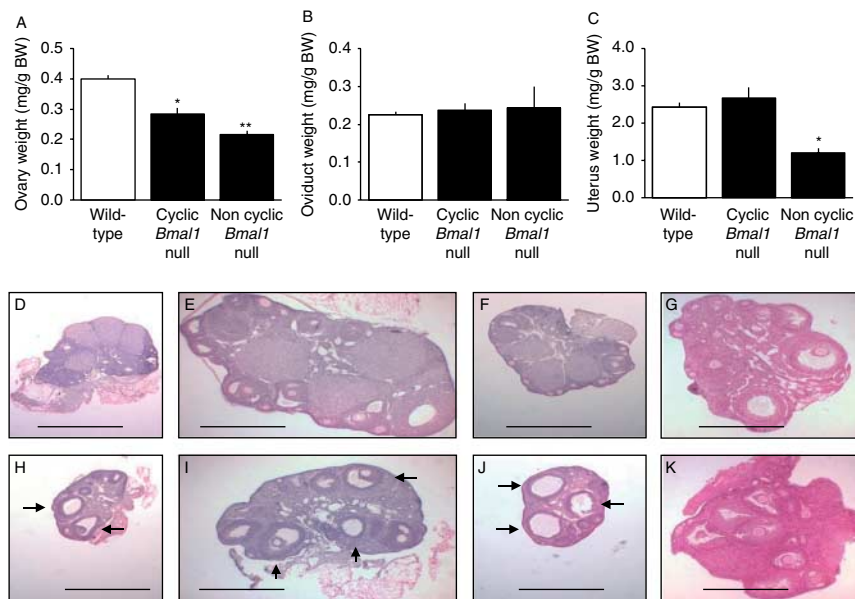 A
Ovary weight (mg/g BW)
0.5
0.4
0.3
0.2
0.1
0.0
*
**
Wild-
type
Cyclic
Bmal1
null
Non cyclic
Bmal1
null
B
Oviduct weight (mg/g BW)
0.4
0.3
0.2
0.1
0.0
Wild-
type
Cyclic
Bmal1
null
Non cyclic
Bmal1
null
C
Uterus weight (mg/g BW)
4.0
3.0
2.0
1.0
0.0
*
Wild-
type
Cyclic
Bmal1
null
Non cyclic
Bmal1
null
D
E
F
G
H
I
J
K